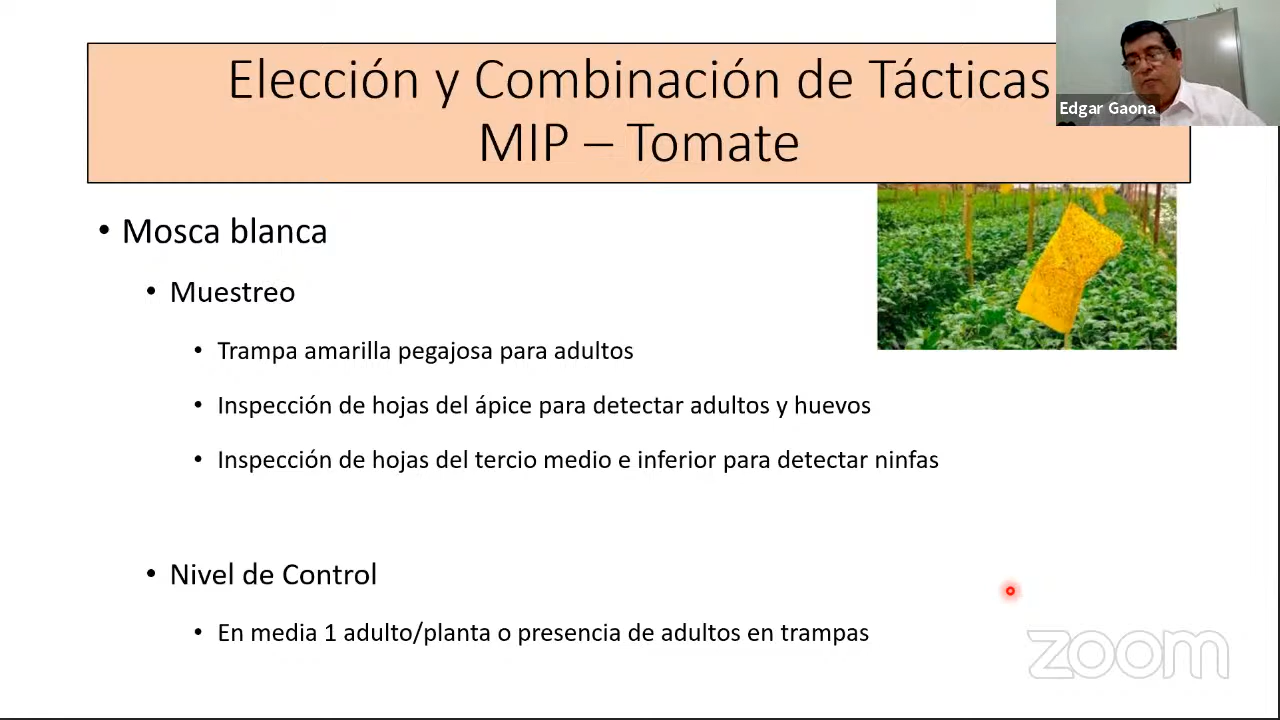 Elección y Combinación de Tácticas
MIP – Tomate
Edgar Gaona
• Mosca blanca
• Muestreo
• Trampa amarilla pegajosa para adultos
• Inspección de hojas del ápice para detectar adultos y huevos
• Inspección de hojas del tercio medio e inferior para detectar ninfas
• Nivel de Control
• En media 1 adulto/planta o presencia de adultos en trampas
zoom